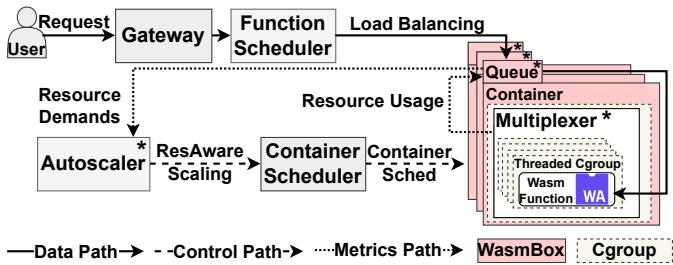 Request
User
Gateway
Function
Scheduler
Load Balancing
*
*
Queue*
Resource
Demands
Resource Usage
Container
Multiplexer *
Autoscaler*
ResAware
Scaling
Container
Scheduler
Container
Sched
Threaded Cgroup
Wasm
Function
WA
Data Path
Control Path
Metrics Path
WasmBox
Cgroup